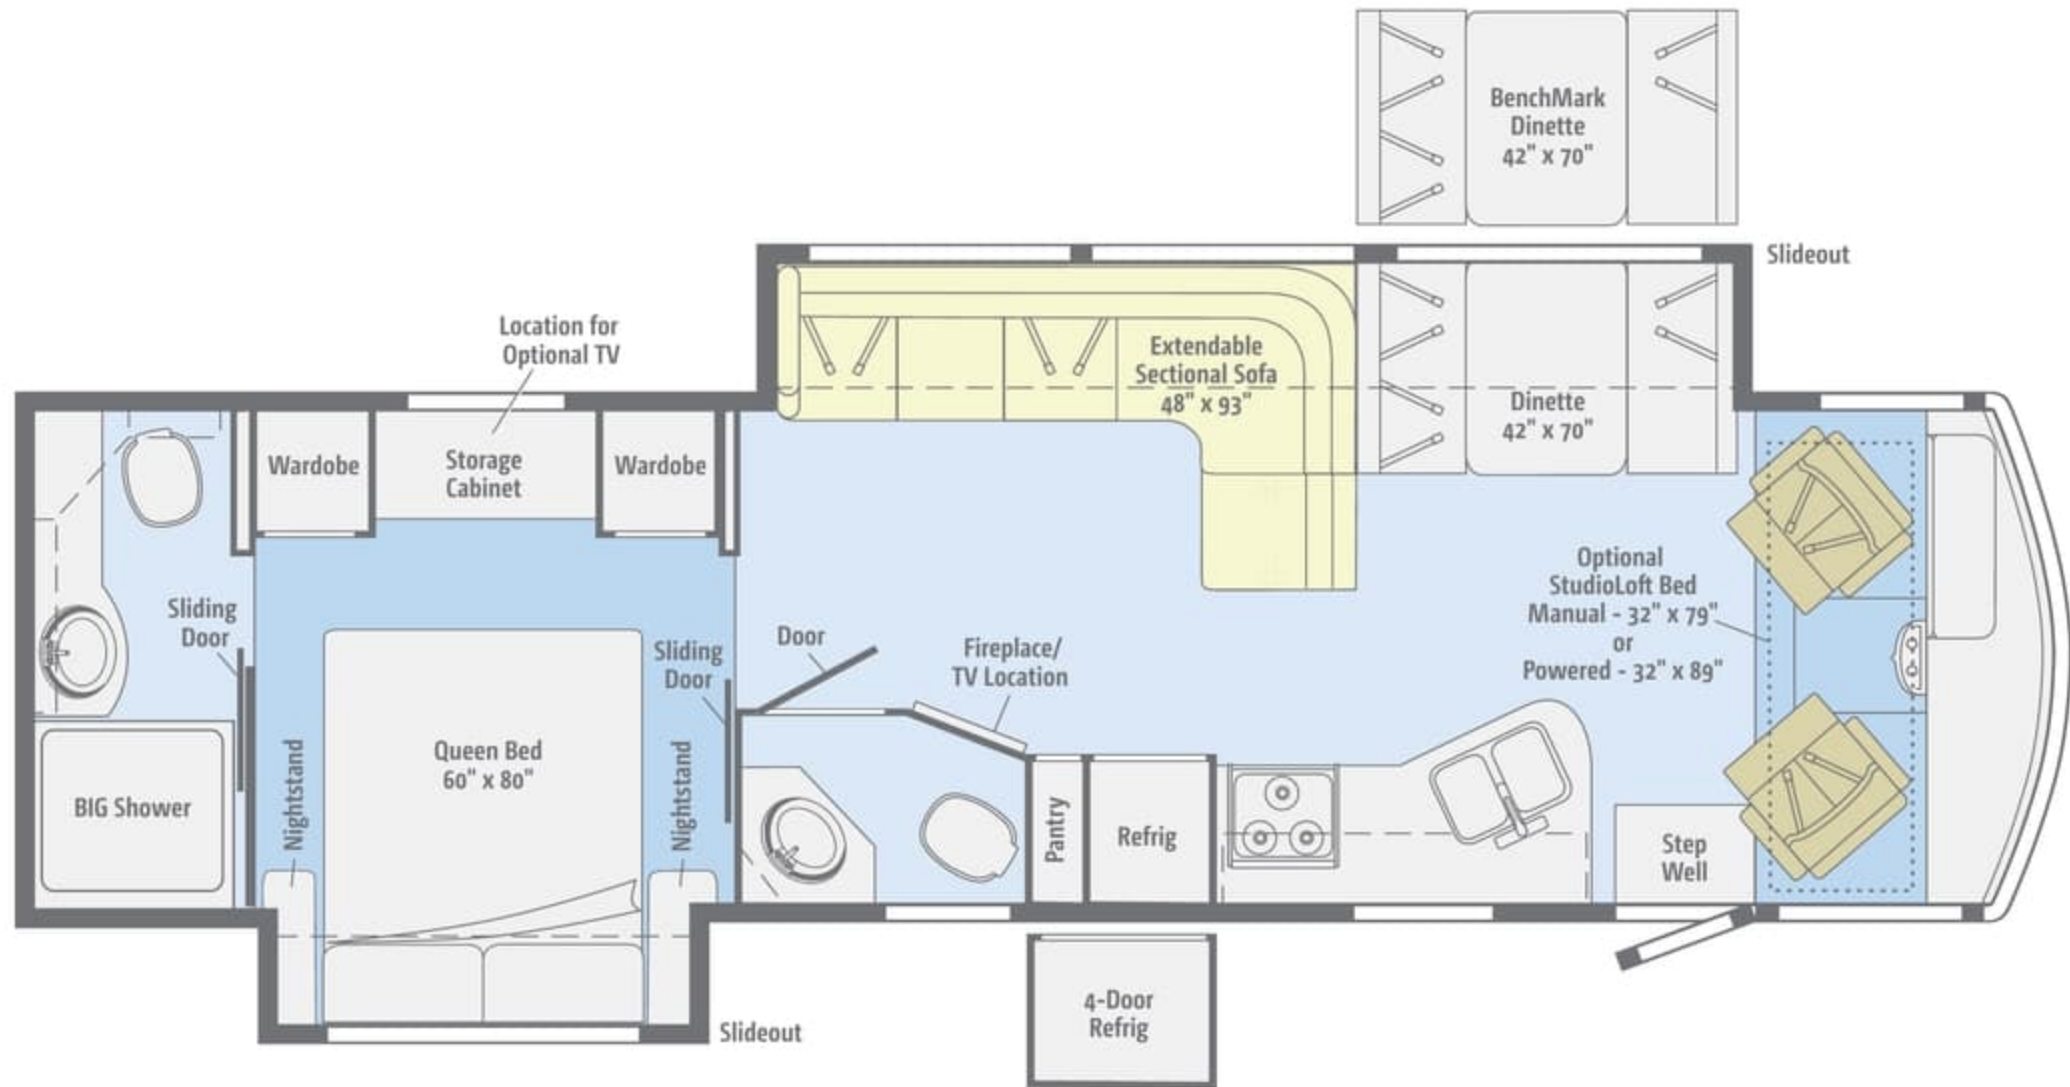 BenchMark
Dinette
42" x 70"
Slideout
Location for
Optional TV
Extendable
Sectional Sofa
48" x 93"
Dinette
42" x 70"
Wardobe
Storage
Cabinet
Wardobe
Optional
StudioLoft Bed
Manual - 32" x 79"
or
Powered - 32" x 89"
Sliding
Door
Sliding
Door
Door
Fireplace/
TV Location
Queen Bed
60" x 80"
Nightstand
Nightstand
BIG Shower
Pantry
Refrig
Step
Well
4-Door
Refrig
Slideout